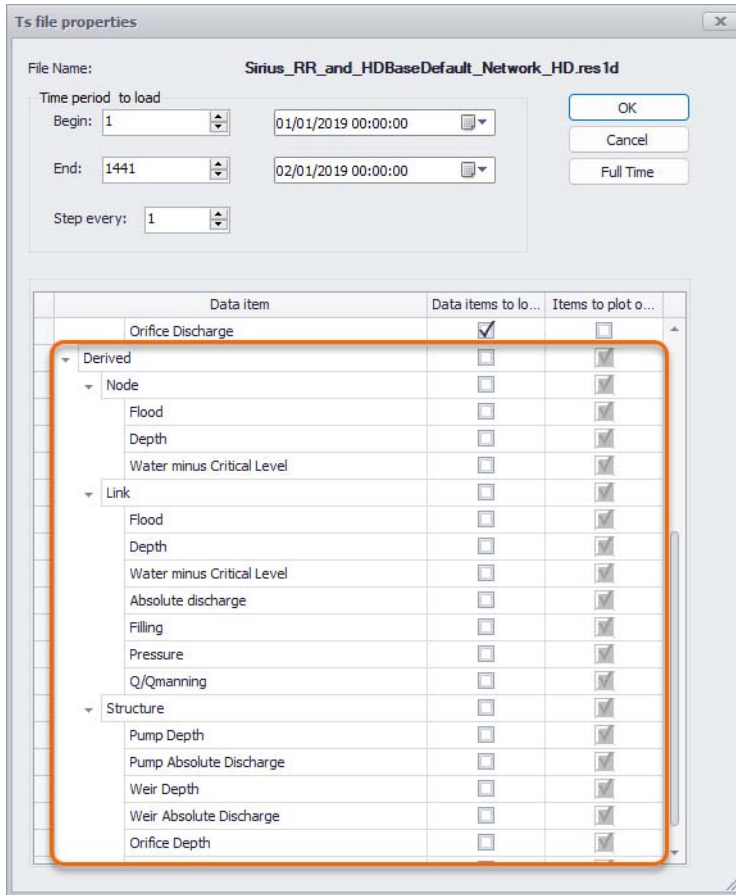 Ts file properties
File Name: Sirius_RR_and_HDBaseDefault_Network_HD.res1d
Time period to load
Begin: 1 01/01/2019 00:00:00
End: 1441 02/01/2019 00:00:00
Step every: 1
OK
Cancel
Full Time
Data item Data items to lo... Items to plot o...
Orifice Discharge
Derived
Node
Flood
Depth
Water minus Critical Level
Link
Flood
Depth
Water minus Critical Level
Absolute discharge
Filling
Pressure
Q/Qmanning
Structure
Pump Depth
Pump Absolute Discharge
Weir Depth
Weir Absolute Discharge
Orifice Depth